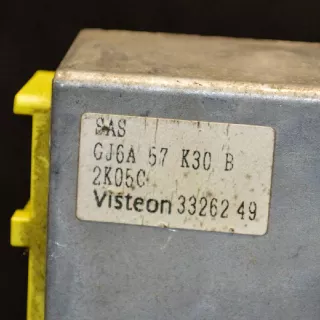 SAS
GJ6A 57 K30 B
2K05C
Visteon 33262 49